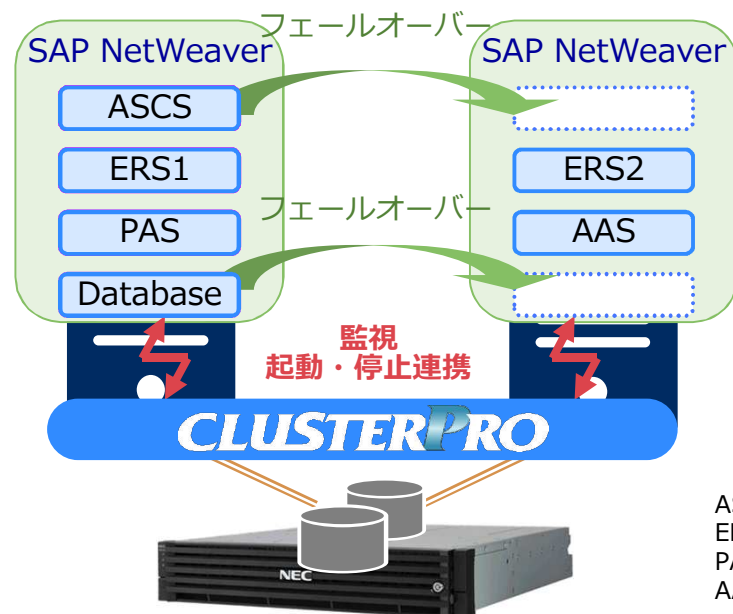 フェールオーバー
SAP NetWeaver
SAP NetWeaver
ASCS
ERS1
ERS2
フェールオーバー
PAS
AAS
Database
監視
起動・停止連携
CLUSTERPRO
NEC